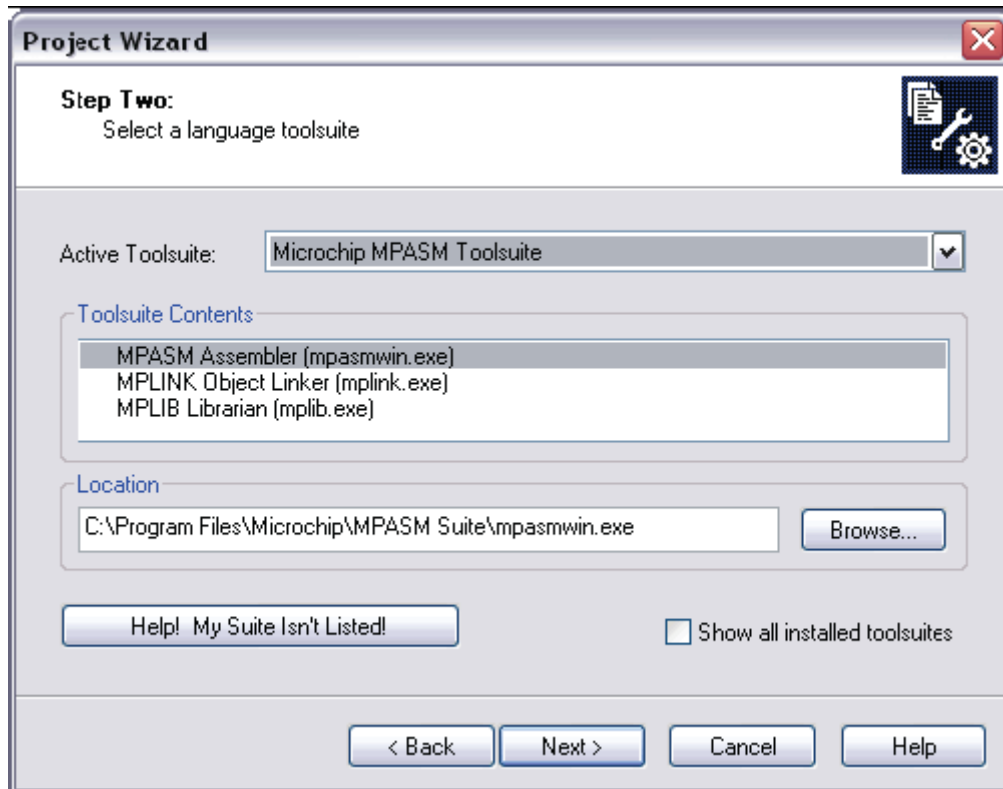 Project Wizard
Step Two:
Select a language toolsuite
Active Toolsuite: Microchip MPASM Toolsuite
Toolsuite Contents
MPASM Assembler (mpasmwin.exe)
MPLINK Object Linker (mplink.exe)
MPLIB Librarian (mplib.exe)
Location
C:\Program Files\Microchip\MPASM Suite\mpasmwin.exe Browse...
Help! My Suite Isn't Listed! Show all installed toolsuites
< Back Next > Cancel Help